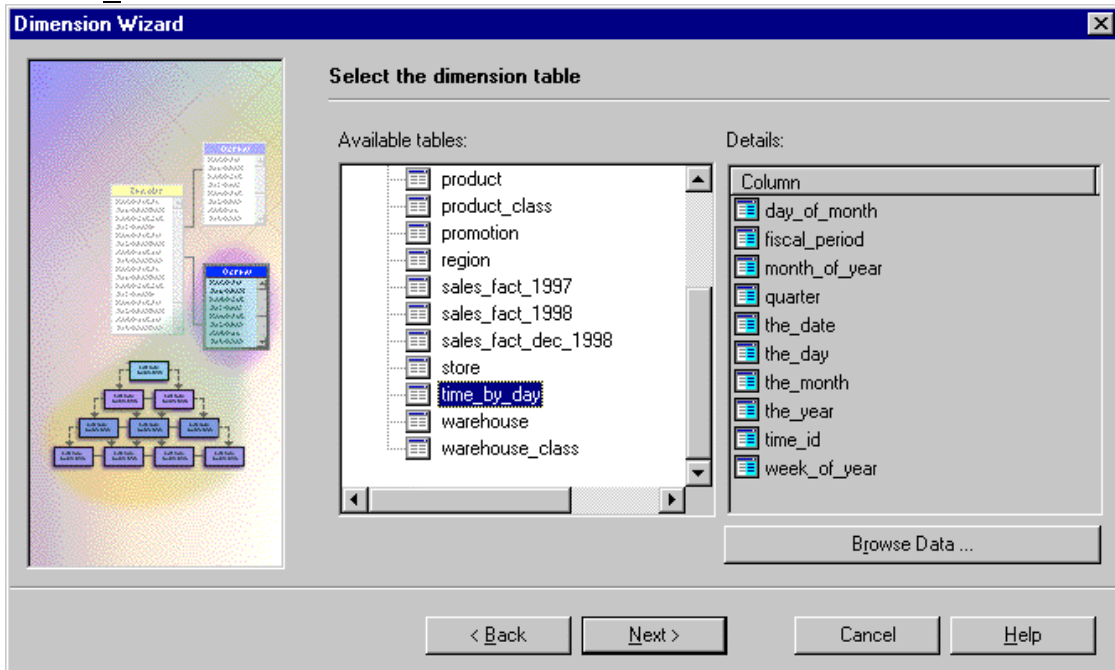 Dimension Wizard
Select the dimension table
Available tables:
product
product_class
promotion
region
sales_fact_1997
sales_fact_1998
sales_fact_dec_1998
store
time_by_day
warehouse
warehouse_class
Details:
Column
day_of_month
fiscal_period
month_of_year
quarter
the_date
the_day
the_month
the_year
time_id
week_of_year
Browse Data ...
< Back
Next >
Cancel
Help